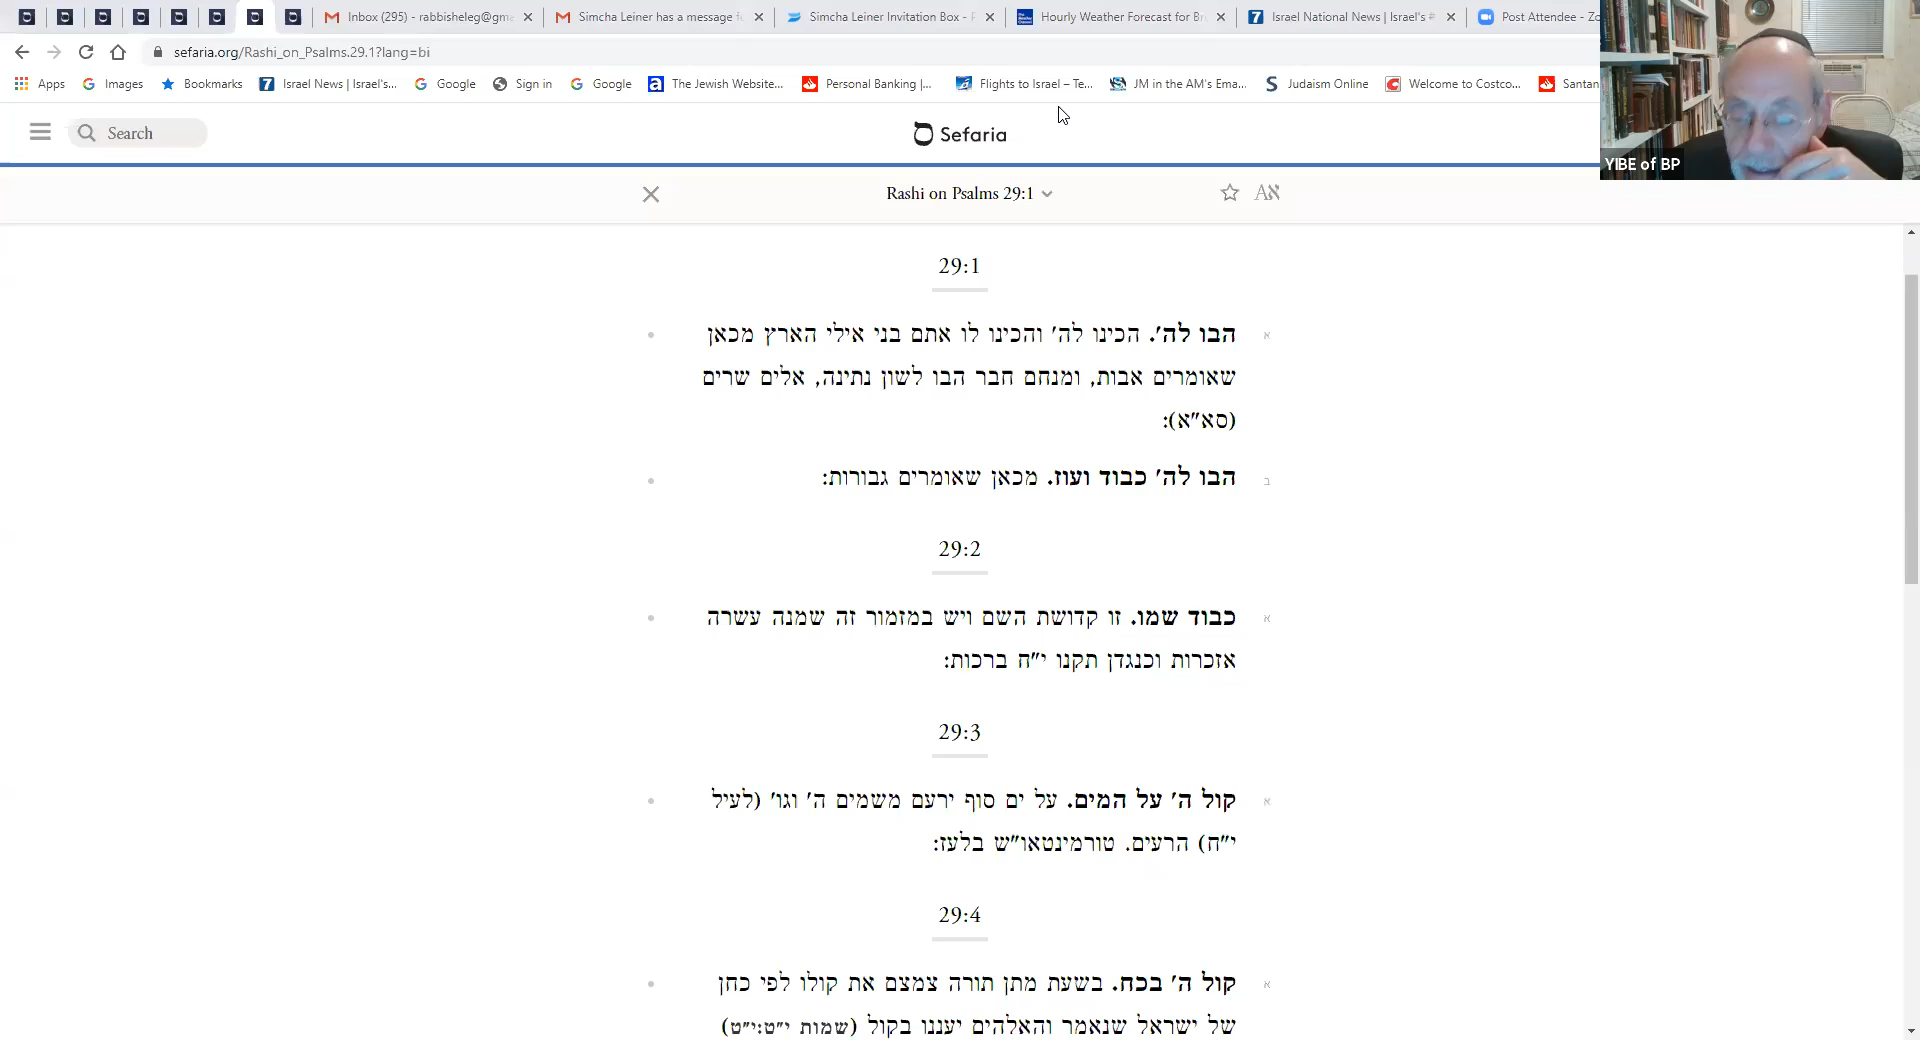 Inbox (295) - rabbisheleg@gm
Simcha Leiner has a message f
Simcha Leiner Invitation Box -
Hourly Weather Forecast for Br
Israel National News | Israel's #
Post Attendee - Zo
sefaria.org/Rashi_on_Psalms.29.1?lang=bi
Apps
Images
Bookmarks
Israel News | Israel's...
Google
Sign in
Google
The Jewish Website...
Personal Banking |...
Flights to Israel – Te...
JM in the AM's Ema...
Judaism Online
Welcome to Costco...
Santan
YIBE of BP
Search
Sefaria
Rashi on Psalms 29:1
Aא
29:1
א
הבו לה׳. הכינו לה׳ והכינו לו אתם בני אילי הארץ מכאן
שאומרים אבות, ומנחם חבר הבו לשון נתינה, אלים שרים
(סא״א):
ב
הבו לה׳ כבוד ועוז. מכאן שאומרים גבורות:
29:2
א
כבוד שמו. זו קדושת השם ויש במזמור זה שמנה עשרה
אזכרות וכנגדן תקנו י״ח ברכות:
29:3
א
קול ה׳ על המים. על ים סוף ירעם משמים ה׳ וגו׳ (לעיל
י״ח) הרעים. טורמינטאו״ש בלעז:
29:4
א
קול ה׳ בכח. בשעת מתן תורה צמצם את קולו לפי כחן
של ישראל שנאמר והאלהים יעננו בקול (שמות י״ט:י״ט)